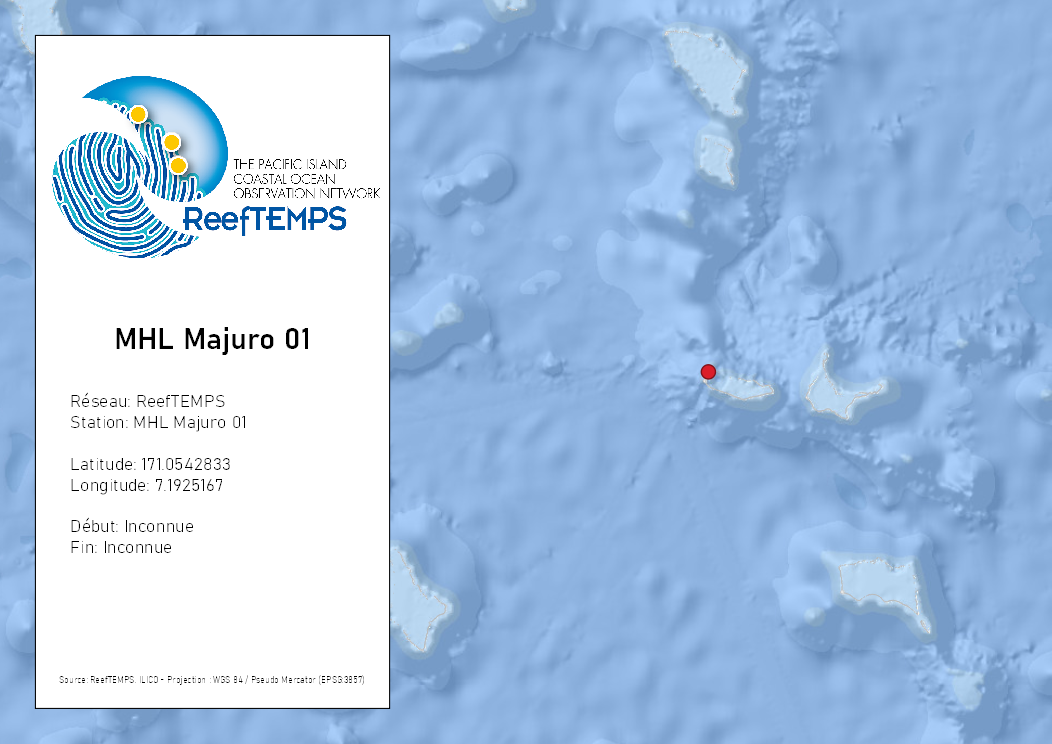 THE PACIFIC ISLAND
COASTAL OCEAN
OBSERVATION NETWORK
ReefTEMPS
MHL Majuro 01
Réseau: ReefTEMPS
Station: MHL Majuro 01
Latitude: 171.0542833
Longitude: 7.1925167
Début: Inconnue
Fin: Inconnue
Source: ReefTEMPS, ILICO - Projection : WGS 84 / Pseudo Mercator (EPSG:3857)